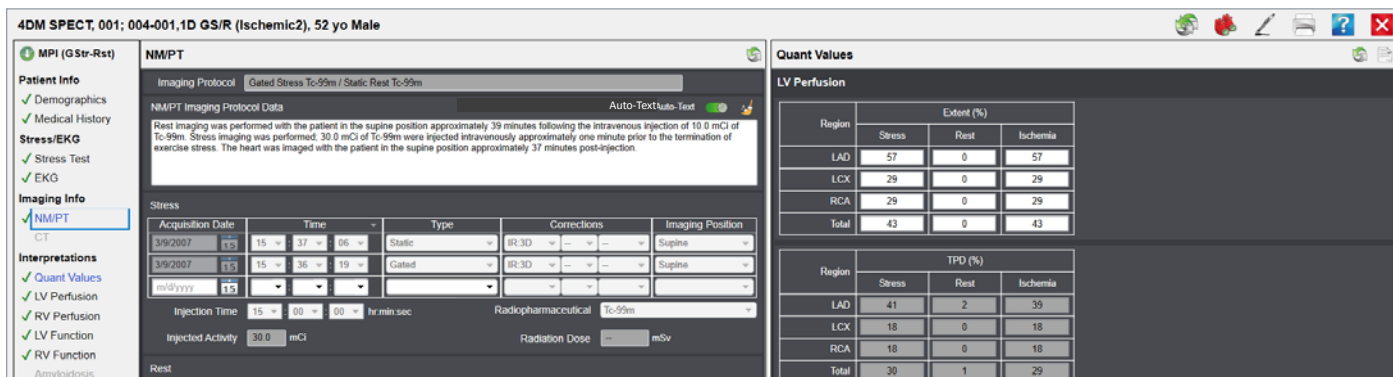 4DM SPECT, 001; 004-001,1D GS/R (Ischemic2), 52 yo Male
MPI (GStr-Rst)
Patient Info
Demographics
Medical History
Stress/EKG
Stress Test
EKG
Imaging Info
NM/PT
CT
Interpretations
Quant Values
LV Perfusion
RV Perfusion
LV Function
RV Function
Amyloidosis
NM/PT
Imaging Protocol Gated Stress Tc-99m / Static Rest Tc-99m
NM/PT Imaging Protocol Data Auto-Text Auto-Text
Rest imaging was performed with the patient in the supine position approximately 39 minutes following the intravenous injection of 10.0 mCi of
Tc-99m. Stress imaging was performed; 30.0 mCi of Tc-99m were injected intravenously approximately one minute prior to the termination of
exercise stress. The heart was imaged with the patient in the supine position approximately 37 minutes post-injection.
Stress
Acquisition Date Time Type Corrections Imaging Position
3/9/2007 15 15 : 37 : 06 Static IR:3D -- -- Supine
3/9/2007 15 15 : 36 : 19 Gated IR:3D -- -- Supine
m/d/yyyy 15 : :
Injection Time 15 : 00 : 00 hr:min:sec Radiopharmaceutical Tc-99m
Injected Activity 30.0 mCi Radiation Dose -- mSv
Rest
Quant Values
LV Perfusion
Region Extent (%)
Stress Rest Ischemia
LAD 57 0 57
LCX 29 0 29
RCA 29 0 29
Total 43 0 43
Region TPD (%)
Stress Rest Ischemia
LAD 41 2 39
LCX 18 0 18
RCA 18 0 18
Total 30 1 29